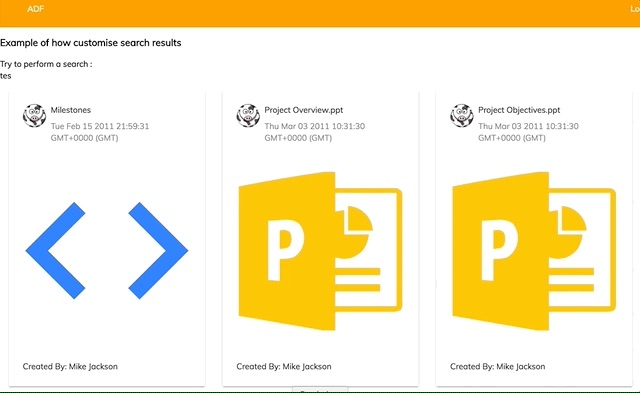 ADF
Lo
Example of how customise search results
Try to perform a search :
tes
Milestones
Tue Feb 15 2011 21:59:31
GMT+0000 (GMT)
Project Overview.ppt
Thu Mar 03 2011 10:31:30
GMT+0000 (GMT)
Project Objectives.ppt
Thu Mar 03 2011 10:31:30
GMT+0000 (GMT)
P
P
Created By: Mike Jackson
Created By: Mike Jackson
Created By: Mike Jackson